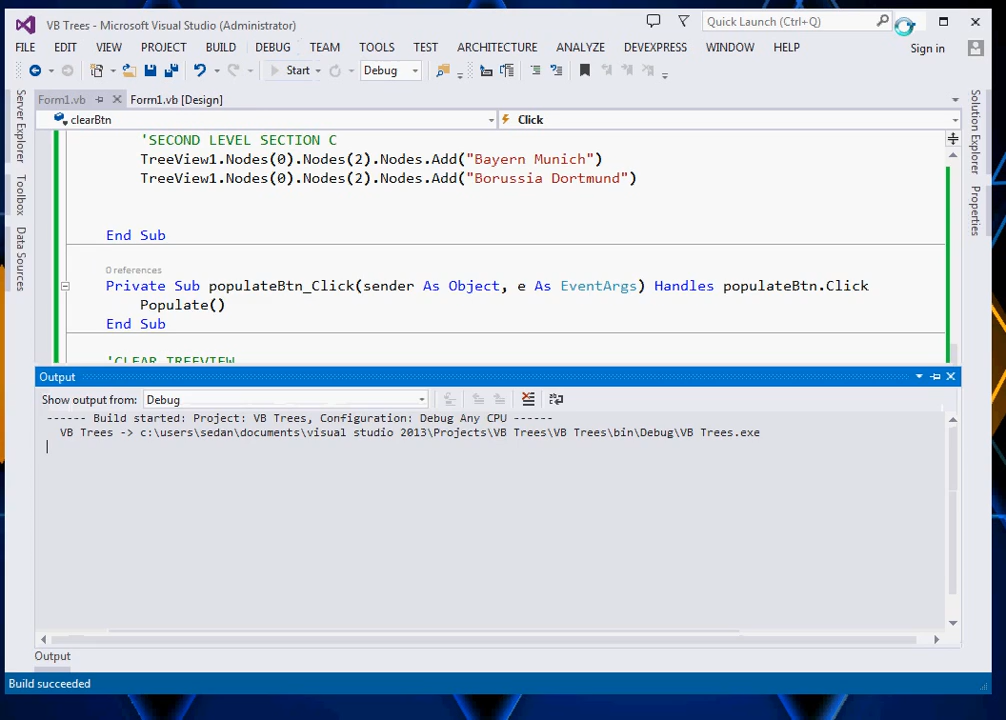 VB Trees - Microsoft Visual Studio (Administrator)
Quick Launch (Ctrl+Q)
FILE EDIT VIEW PROJECT BUILD DEBUG TEAM TOOLS TEST ARCHITECTURE ANALYZE DEVEXPRESS WINDOW HELP
Sign in
Start Debug
Form1.vb Form1.vb [Design]
clearBtn Click
Server Explorer
Toolbox
Data Sources
Solution Explorer
Properties
'SECOND LEVEL SECTION C
TreeView1.Nodes(0).Nodes(2).Nodes.Add("Bayern Munich")
TreeView1.Nodes(0).Nodes(2).Nodes.Add("Borussia Dortmund")
End Sub
0 references
Private Sub populateBtn_Click(sender As Object, e As EventArgs) Handles populateBtn.Click
Populate()
End Sub
'CLEAR TREEVIEW
Output
Show output from: Debug
------ Build started: Project: VB Trees, Configuration: Debug Any CPU ------
VB Trees -> c:\users\sedan\documents\visual studio 2013\Projects\VB Trees\VB Trees\bin\Debug\VB Trees.exe
Output
Build succeeded